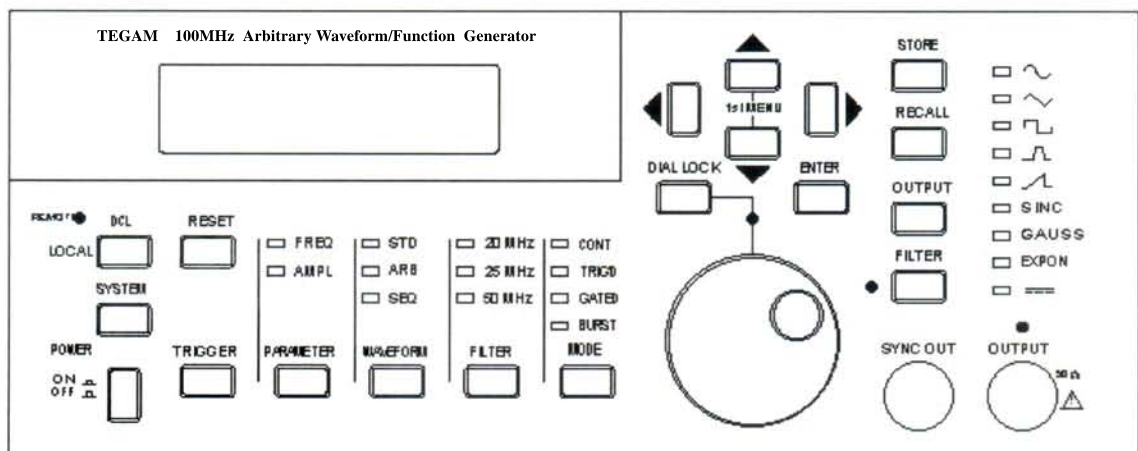 TEGAM 100MHz Arbitrary Waveform/Function Generator
1st MENU
DIAL LOCK
ENTER
STORE
RECALL
OUTPUT
FILTER
SINC
GAUSS
EXPON
REMOTE
DCL
LOCAL
RESET
SYSTEM
POWER
ON
OFF
TRIGGER
FREQ
AMPL
PARAMETER
STD
ARB
SEQ
WAVEFORM
20 MHz
25 MHz
50 MHz
FILTER
CONT
TRIG'D
GATED
BURST
MODE
SYNC OUT
OUTPUT
50 Ω